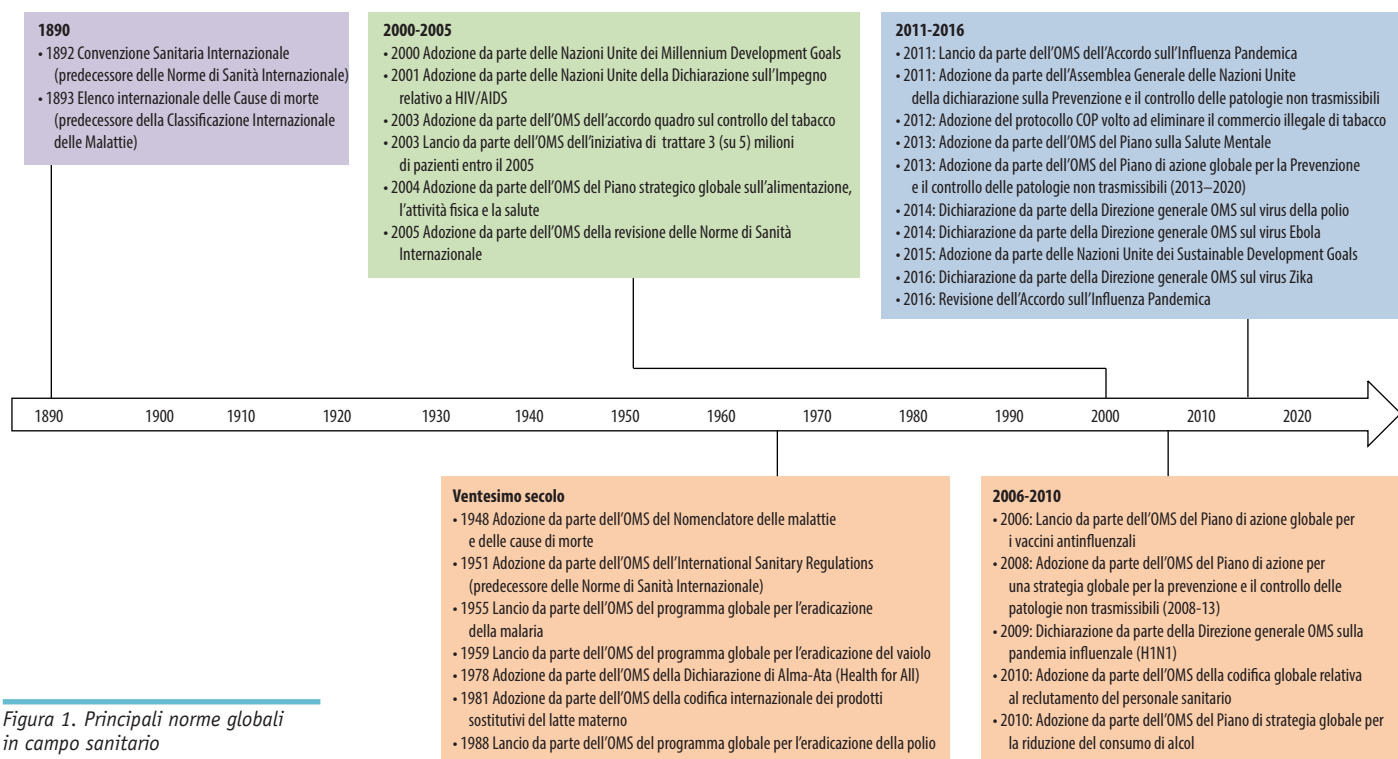 1890
• 1892 Convenzione Sanitaria Internazionale
(predecessore delle Norme di Sanità Internazionale)
• 1893 Elenco internazionale delle Cause di morte
(predecessore della Classificazione Internazionale
delle Malattie)
2000-2005
• 2000 Adozione da parte delle Nazioni Unite dei Millennium Development Goals
• 2001 Adozione da parte delle Nazioni Unite della Dichiarazione sull'Impegno
relativo a HIV/AIDS
• 2003 Adozione da parte dell'OMS dell'accordo quadro sul controllo del tabacco
• 2003 Lancio da parte dell'OMS dell'iniziativa di trattare 3 (su 5) milioni
di pazienti entro il 2005
• 2004 Adozione da parte dell'OMS del Piano strategico globale sull'alimentazione,
l'attività fisica e la salute
• 2005 Adozione da parte dell'OMS della revisione delle Norme di Sanità
Internazionale
2011-2016
• 2011: Lancio da parte dell'OMS dell'Accordo sull'Influenza Pandemica
• 2011: Adozione da parte dell'Assemblea Generale delle Nazioni Unite
della dichiarazione sulla Prevenzione e il controllo delle patologie non trasmissibili
• 2012: Adozione del protocollo COP volto ad eliminare il commercio illegale di tabacco
• 2013: Adozione da parte dell'OMS del Piano sulla Salute Mentale
• 2013: Adozione da parte dell'OMS del Piano di azione globale per la Prevenzione
e il controllo delle patologie non trasmissibili (2013–2020)
• 2014: Dichiarazione da parte della Direzione generale OMS sul virus della polio
• 2014: Dichiarazione da parte della Direzione generale OMS sul virus Ebola
• 2015: Adozione da parte delle Nazioni Unite dei Sustainable Development Goals
• 2016: Dichiarazione da parte della Direzione generale OMS sul virus Zika
• 2016: Revisione dell'Accordo sull'Influenza Pandemica
1890 1900 1910 1920 1930 1940 1950 1960 1970 1980 1990 2000 2010 2020
Ventesimo secolo
• 1948 Adozione da parte dell'OMS del Nomenclatore delle malattie
e delle cause di morte
• 1951 Adozione da parte dell'OMS dell'International Sanitary Regulations
(predecessore delle Norme di Sanità Internazionale)
• 1955 Lancio da parte dell'OMS del programma globale per l'eradicazione
della malaria
• 1959 Lancio da parte dell'OMS del programma globale per l'eradicazione del vaiolo
• 1978 Adozione da parte dell'OMS della Dichiarazione di Alma-Ata (Health for All)
• 1981 Adozione da parte dell'OMS della codifica internazionale dei prodotti
sostitutivi del latte materno
• 1988 Lancio da parte dell'OMS del programma globale per l'eradicazione della polio
2006-2010
• 2006: Lancio da parte dell'OMS del Piano di azione globale per
i vaccini antinfluenzali
• 2008: Adozione da parte dell'OMS del Piano di azione per
una strategia globale per la prevenzione e il controllo delle
patologie non trasmissibili (2008-13)
• 2009: Dichiarazione da parte della Direzione generale OMS sulla
pandemia influenzale (H1N1)
• 2010: Adozione da parte dell'OMS della codifica globale relativa
al reclutamento del personale sanitario
• 2010: Adozione da parte dell'OMS del Piano di strategia globale per
la riduzione del consumo di alcol
Figura 1. Principali norme globali
in campo sanitario